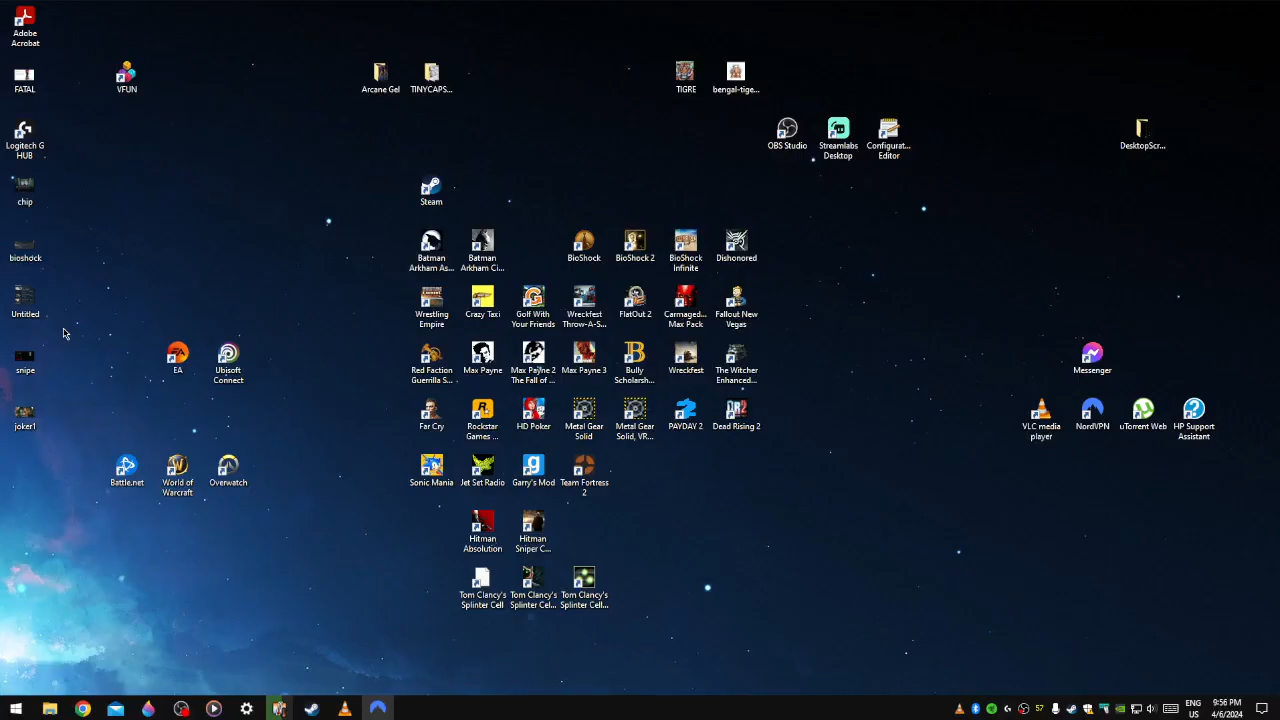 Adobe
Acrobat
FATAL
VFUN
Arcane Gel
TINYCAPS...
TIGRE
bengal-tige...
Logitech G
HUB
OBS Studio
Streamlabs
Desktop
Configurat...
Editor
DesktopScr...
chip
Steam
bioshock
Batman
Arkham As...
Batman
Arkham Ci...
BioShock
BioShock 2
BioShock
Infinite
Dishonored
Untitled
Wrestling
Empire
Crazy Taxi
Golf With
Your Friends
Wreckfest
Throw-A-S...
FlatOut 2
Carmaged...
Max Pack
Fallout New
Vegas
snipe
EA
Ubisoft
Connect
Red Faction
Guerrilla S...
Max Payne
Max Payne 2
The Fall of ...
Max Payne 3
Bully
Scholarsh...
Wreckfest
The Witcher
Enhanced...
Messenger
joker1
Far Cry
Rockstar
Games ...
HD Poker
Metal Gear
Solid
Metal Gear
Solid, VR...
PAYDAY 2
Dead Rising 2
VLC media
player
NordVPN
uTorrent Web
HP Support
Assistant
Battle.net
World of
Warcraft
Overwatch
Sonic Mania
Jet Set Radio
Garry's Mod
Team Fortress
2
Hitman
Absolution
Hitman
Sniper C...
Tom Clancy's
Splinter Cell
Tom Clancy's
Splinter Cel...
Tom Clancy's
Splinter Cell...
57
ENG
US
9:56 PM
4/6/2024